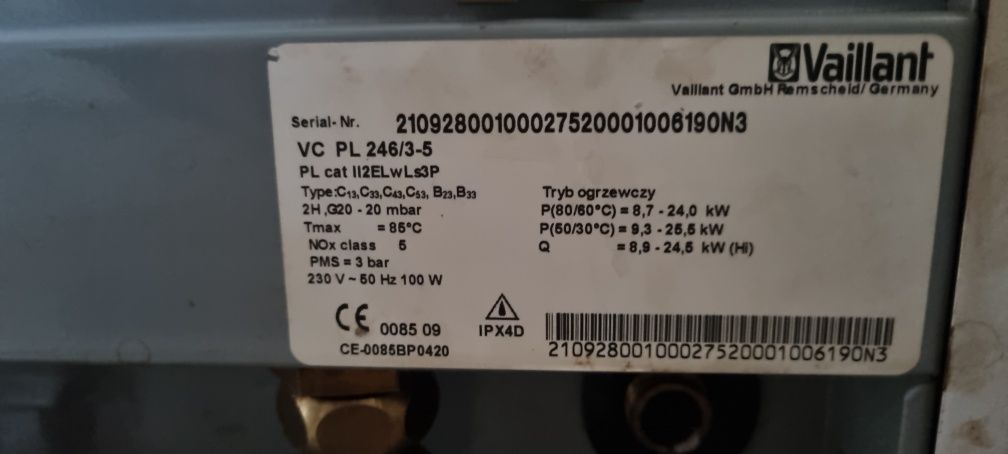 Vaillant
Vaillant GmbH Remscheid/ Germany
Serial- Nr. 21092800100027520001006190N3
VC PL 246/3-5
PL cat II2ELwLs3P
Type:C13,C33,C43,C53, B23,B33
2H ,G20 - 20 mbar
Tmax = 85°C
NOx class 5
PMS = 3 bar
230 V ~ 50 Hz 100 W
Tryb ogrzewczy
P(80/60°C) = 8,7 - 24,0 kW
P(50/30°C) = 9,3 - 25,5 kW
Q = 8,9 - 24,5 kW (Hi)
CE 0085 09
CE-0085BP0420
IPX4D
21092800100027520001006190N3